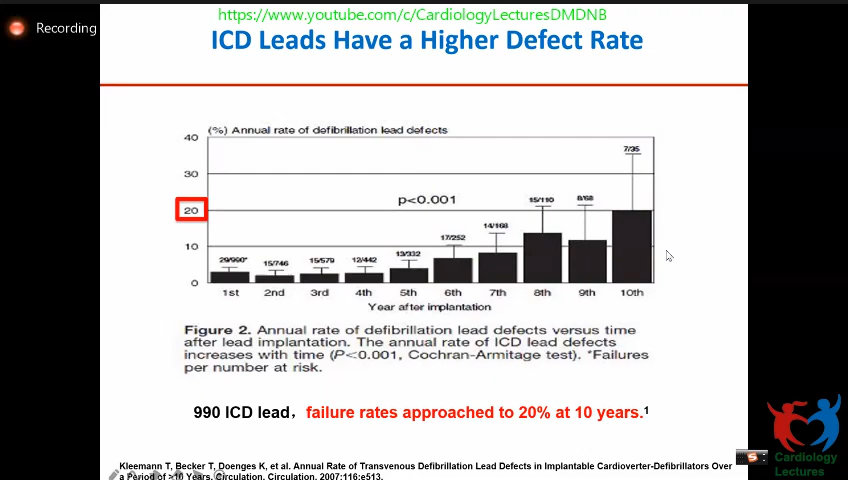 https://www.youtube.com/c/CardiologyLecturesDMDNB
Recording
ICD Leads Have a Higher Defect Rate
(%) Annual rate of defibrillation lead defects
40
30
20
10
0
p<0.001
29/990*
15/746
15/579
12/442
13/332
17/252
14/168
15/110
8/68
7/35
1st 2nd 3rd 4th 5th 6th 7th 8th 9th 10th
Year after implantation
Figure 2. Annual rate of defibrillation lead defects versus time
after lead implantation. The annual rate of ICD lead defects
increases with time (P<0.001, Cochran-Armitage test). *Failures
per number at risk.
990 ICD lead，failure rates approached to 20% at 10 years.¹
Kleemann T, Becker T, Doenges K, et al. Annual Rate of Transvenous Defibrillation Lead Defects in Implantable Cardioverter-Defibrillators Over
a Period of >10 Years. Circulation. Circulation. 2007:116:e513.
S
Cardiology
Lectures